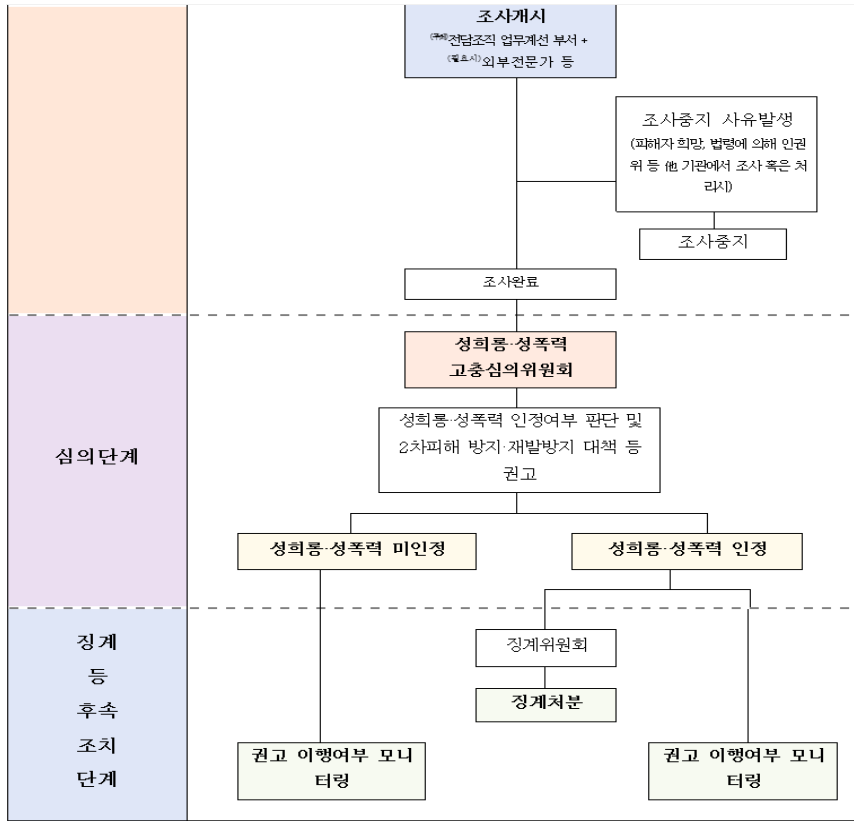 조사개시
전담조직 업무계선 부서 +
(필요시)외부전문가 등
조사중지 사유발생
(피해자 희망, 법령에 의해 인권
위 등 他 기관에서 조사 혹은 처
리시)
조사중지
조사완료
성희롱·성폭력
고충심의위원회
성희롱·성폭력 인정여부 판단 및
2차피해 방지·재발방지 대책 등
권고
심의단계
성희롱·성폭력 미인정
성희롱·성폭력 인정
징계
등
후속
조치
단계
징계위원회
징계처분
권고 이행여부 모니
터링
권고 이행여부 모니
터링